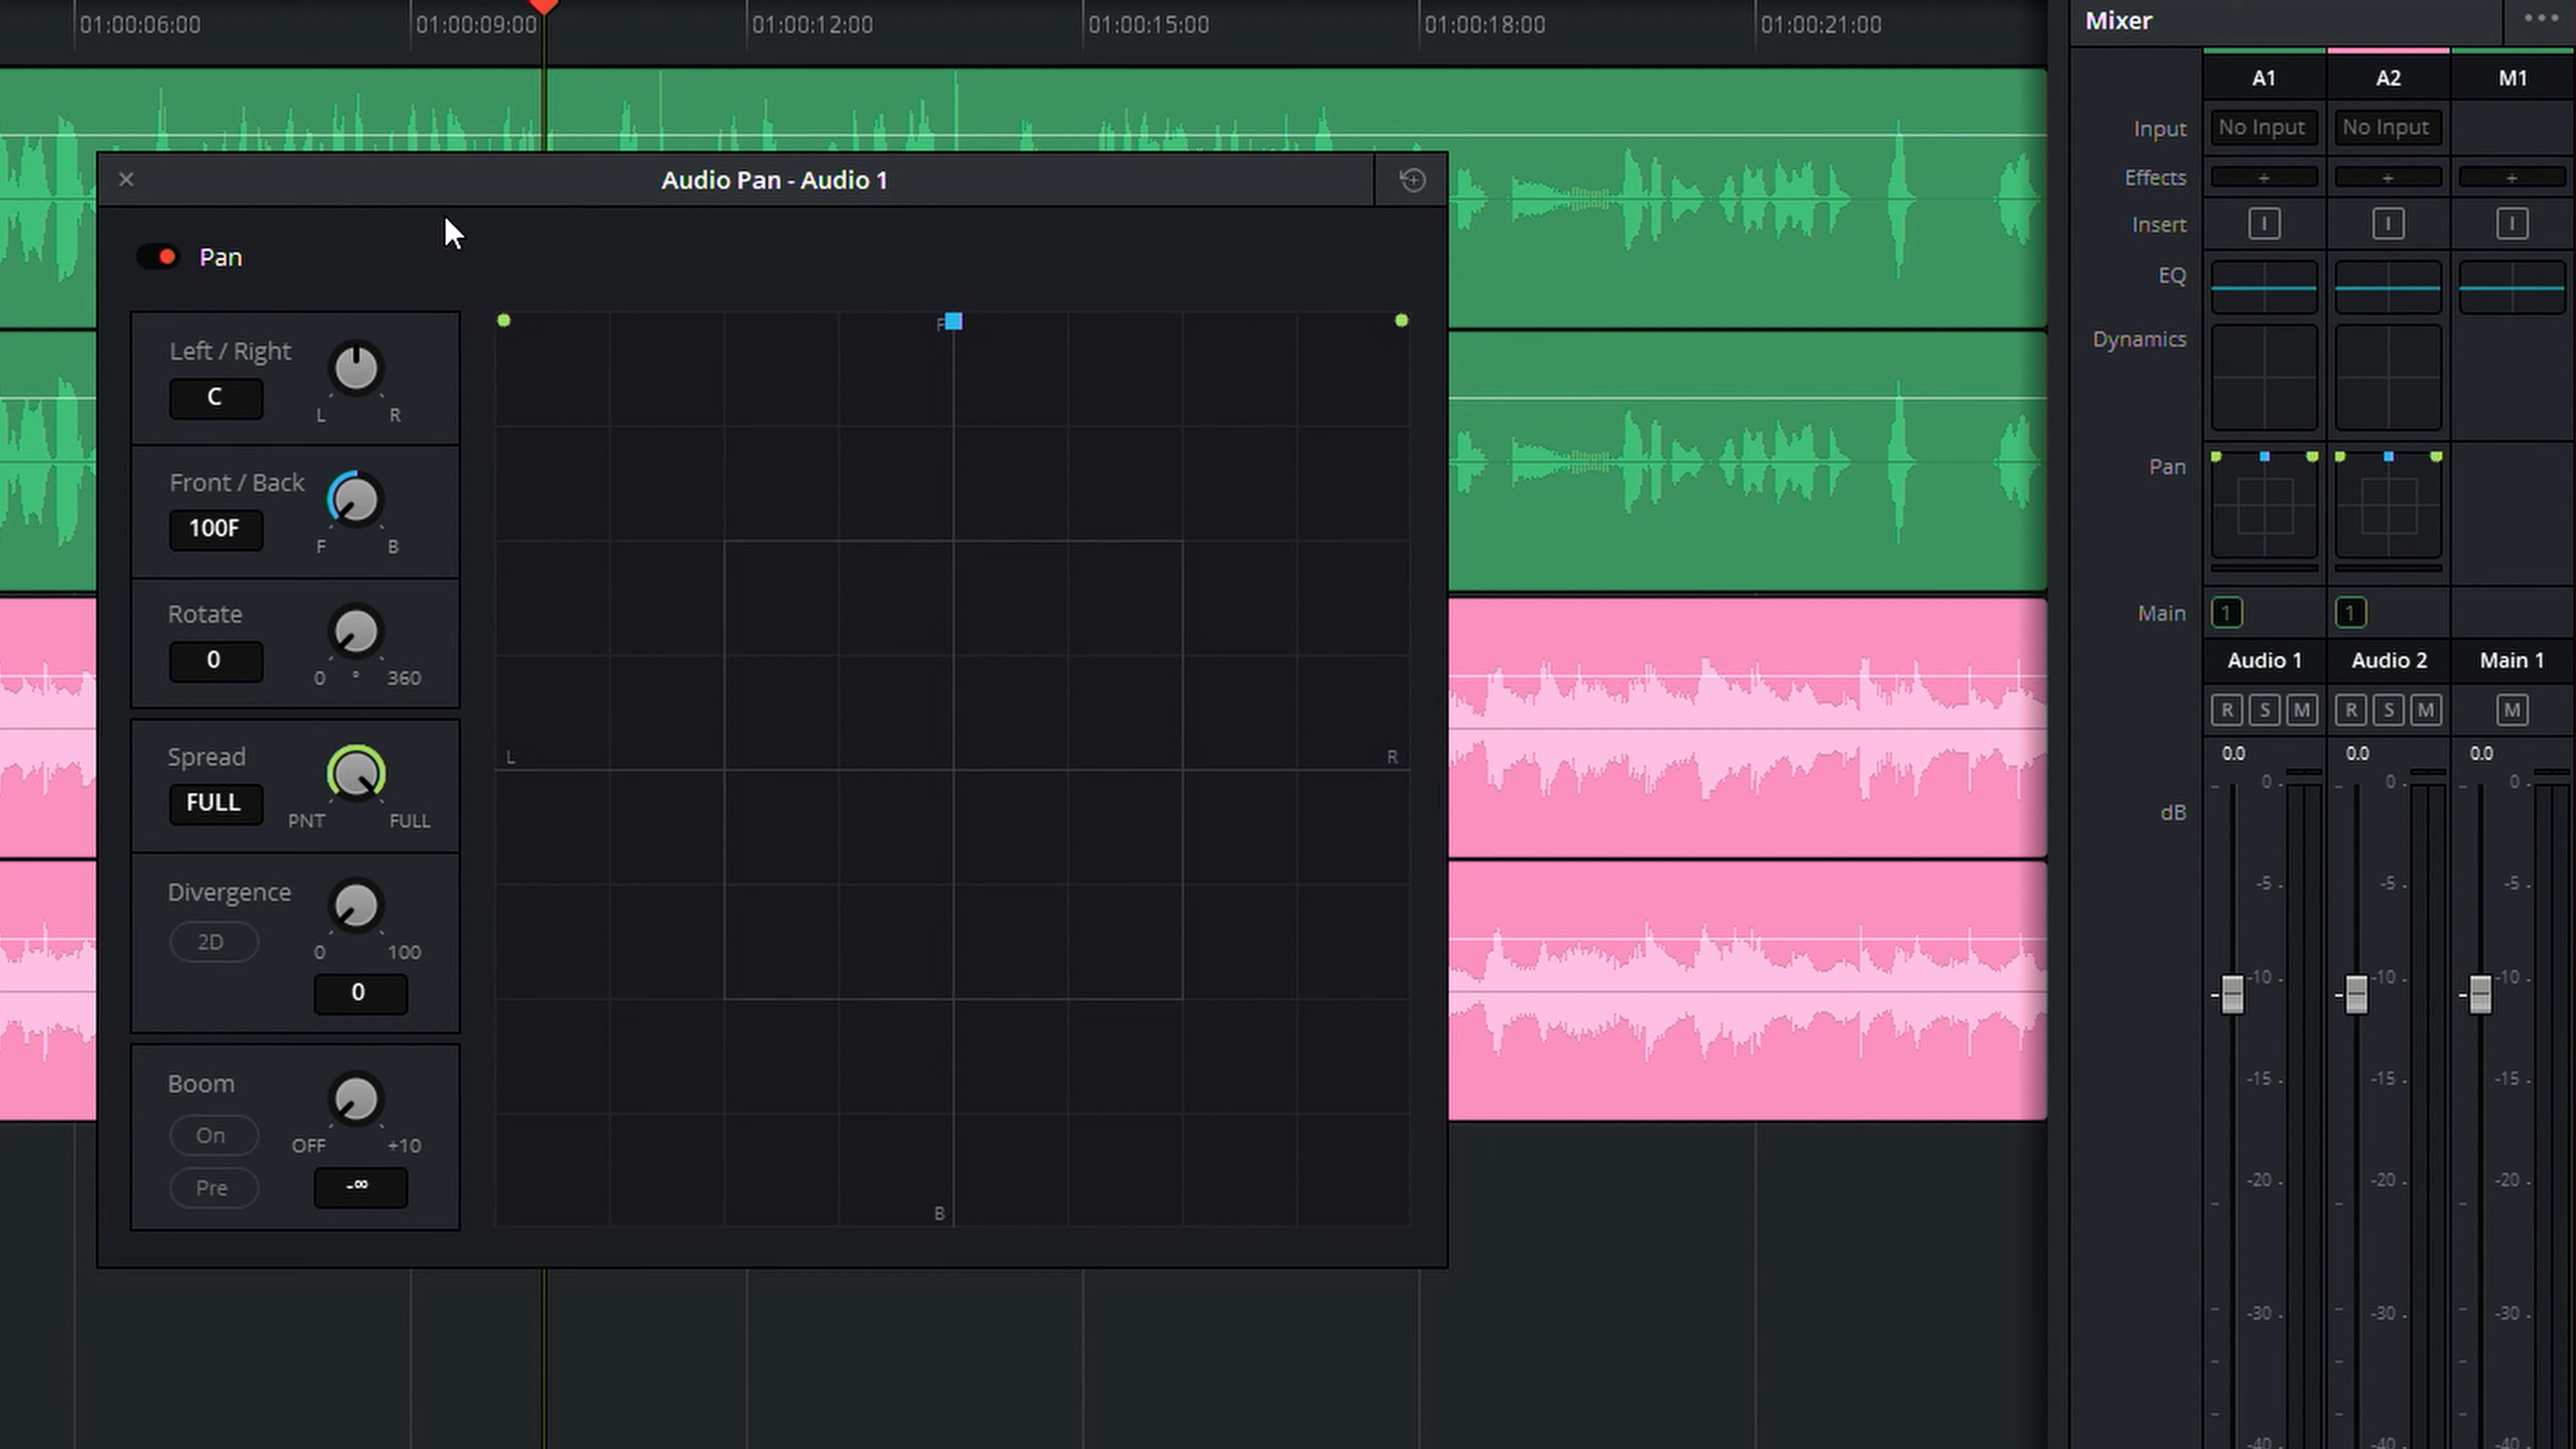 01:00:06:00 01:00:09:00 01:00:12:00 01:00:15:00 01:00:18:00 01:00:21:00
Audio Pan - Audio 1
Pan
Left / Right
C
L R
Front / Back
100F
F B
Rotate
0
0 ° 360
Spread
FULL
PNT FULL
Divergence
2D
0 100
0
Boom
On
OFF +10
Pre
-∞
F
L R
B
Mixer
A1 A2 M1
Input No Input No Input
Effects + + +
Insert I I I
EQ
Dynamics
Pan
Main 1 1
Audio 1 Audio 2 Main 1
R S M R S M M
0.0 0.0 0.0
0 0 0
dB
-5 -5 -5
-10 -10 -10
-15 -15 -15
-20 -20 -20
-30 -30 -30
-40 -40 -40